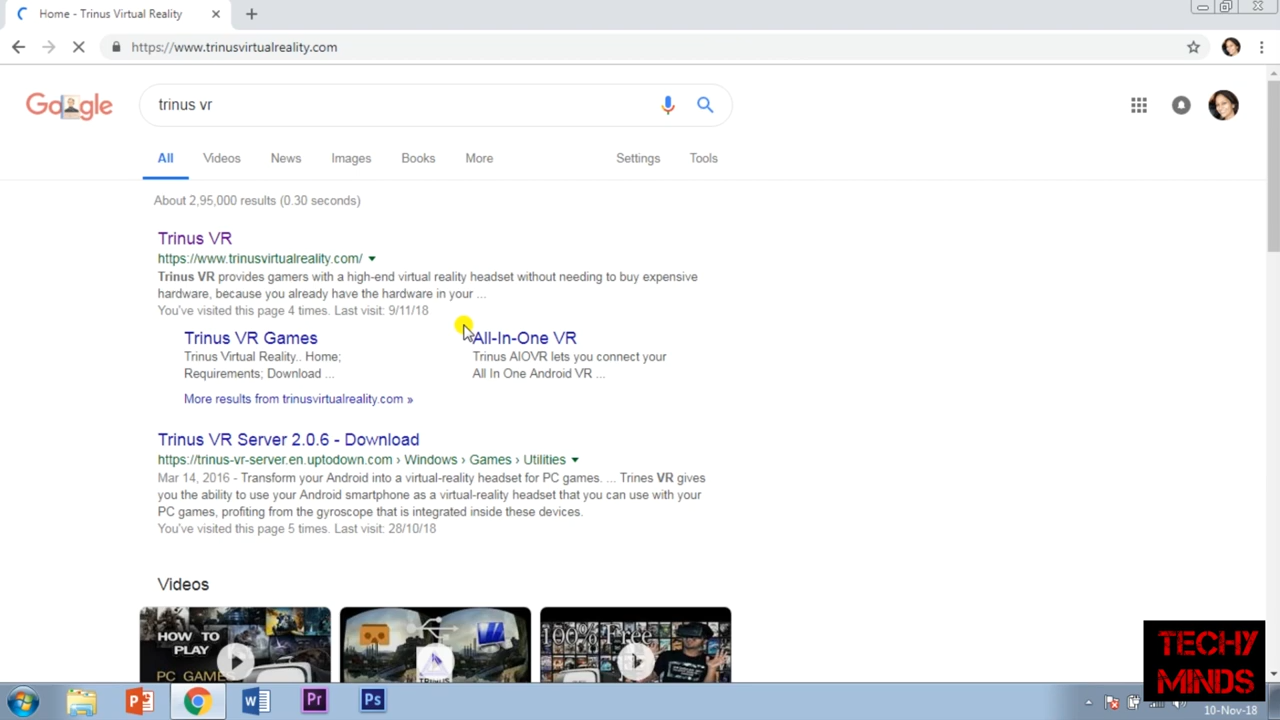 Home - Trinus Virtual Reality
https://www.trinusvirtualreality.com
Google
trinus vr
All Videos News Images Books More Settings Tools
About 2,95,000 results (0.30 seconds)
Trinus VR
https://www.trinusvirtualreality.com/
Trinus VR provides gamers with a high-end virtual reality headset without needing to buy expensive
hardware, because you already have the hardware in your ...
You've visited this page 4 times. Last visit: 9/11/18
Trinus VR Games
Trinus Virtual Reality.. Home;
Requirements; Download ...
All-In-One VR
Trinus AIOVR lets you connect your
All In One Android VR ...
More results from trinusvirtualreality.com »
Trinus VR Server 2.0.6 - Download
https://trinus-vr-server.en.uptodown.com › Windows › Games › Utilities
Mar 14, 2016 - Transform your Android into a virtual-reality headset for PC games. ... Trines VR gives
you the ability to use your Android smartphone as a virtual-reality headset that you can use with your
PC games, profiting from the gyroscope that is integrated inside these devices.
You've visited this page 5 times. Last visit: 28/10/18
Videos
HOW TO
PLAY
PC GAMES
100% Free
TECHY
MINDS
Pr
Ps
10-Nov-18